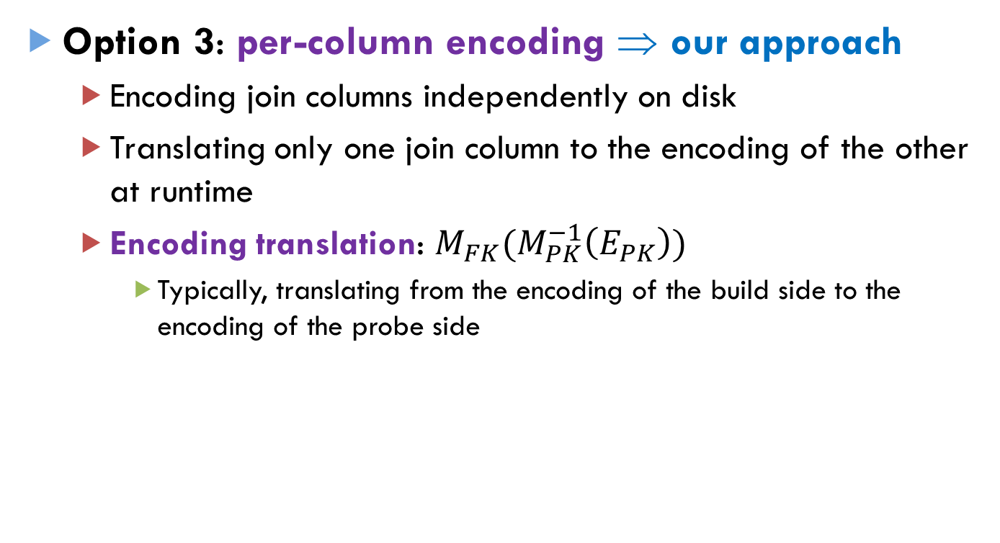 Option 3: per-column encoding ⇒ our approach
Encoding join columns independently on disk
Translating only one join column to the encoding of the other
at runtime
Encoding translation: $M_{FK}(M_{PK}^{-1}(E_{PK}))$
Typically, translating from the encoding of the build side to the
encoding of the probe side